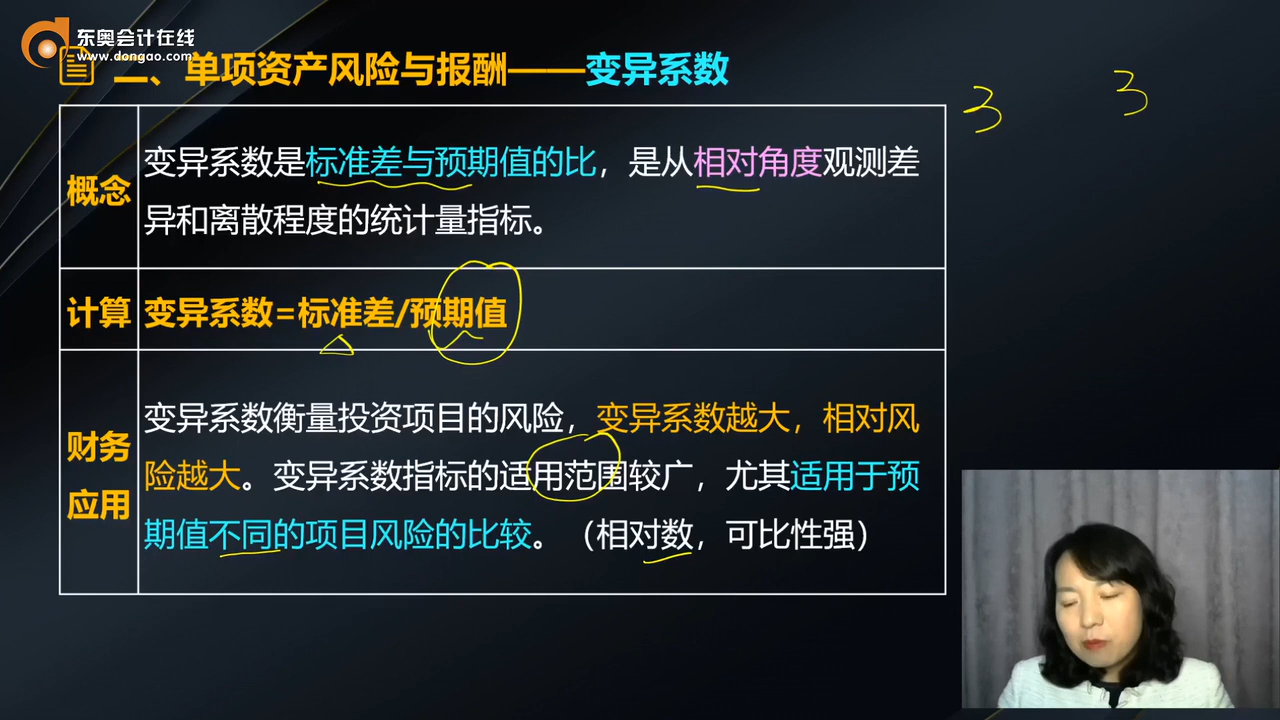 东奥会计在线
www.dongao.com
二、单项资产风险与报酬——变异系数
3 3
概念
变异系数是标准差与预期值的比，是从相对角度观测差
异和离散程度的统计量指标。
计算
变异系数=标准差/预期值
财务
应用
变异系数衡量投资项目的风险，变异系数越大，相对风
险越大。变异系数指标的适用范围较广，尤其适用于预
期值不同的项目风险的比较。（相对数，可比性强）